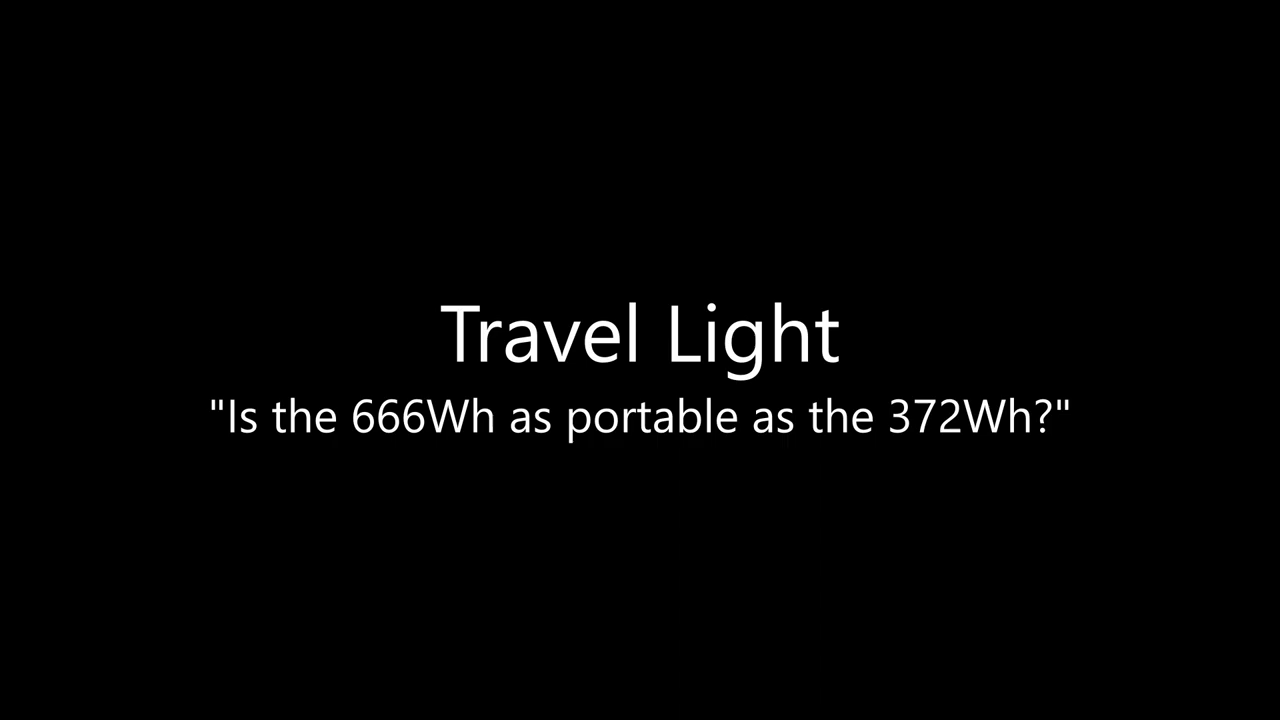 Travel Light
"Is the 666Wh as portable as the 372Wh?"